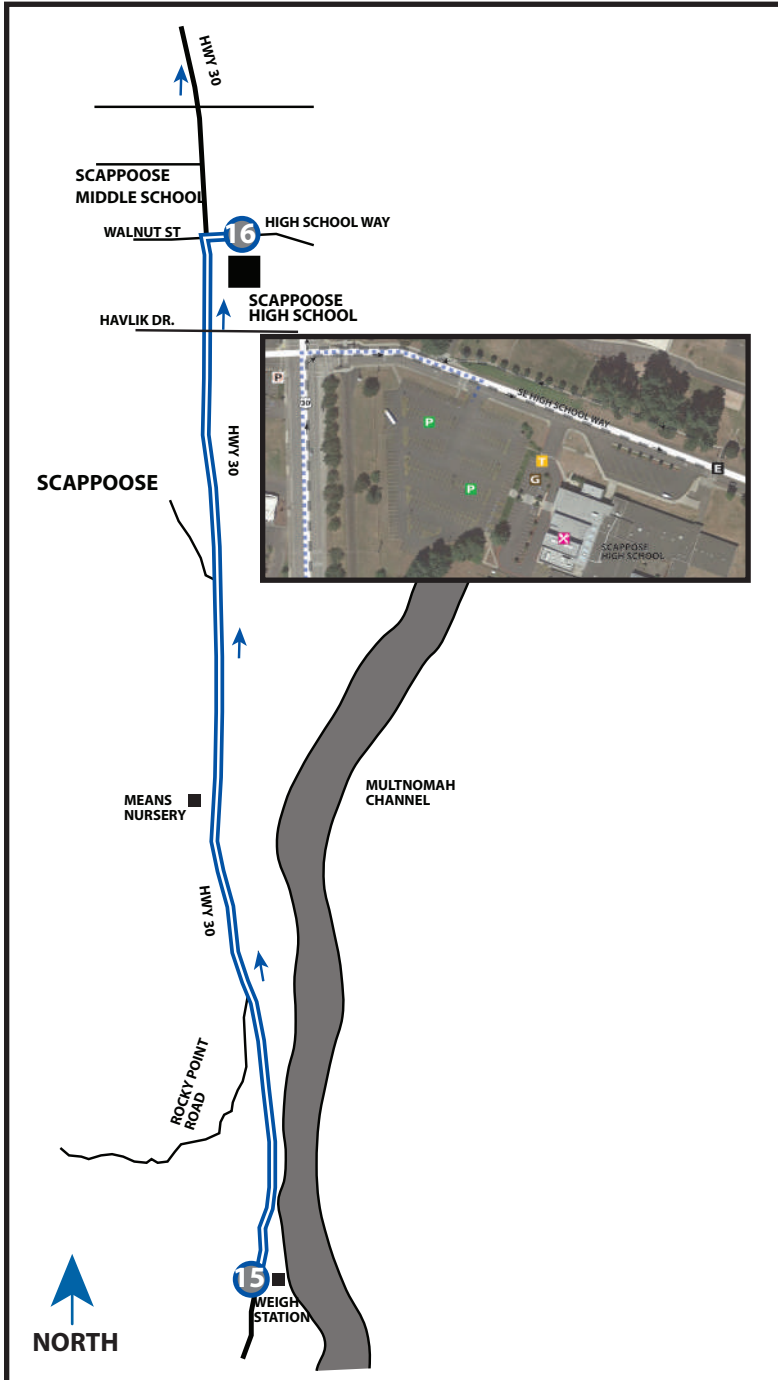 HWY 30
SCAPPOOSE
MIDDLE SCHOOL
WALNUT ST
16
HIGH SCHOOL WAY
SCAPPOOSE
HIGH SCHOOL
HAVLIK DR.
P
30
SE HIGH SCHOOL WAY
P
T
E
P
G
SCAPPOSE
HIGH SCHOOL
HWY 30
SCAPPOOSE
MULTNOMAH
CHANNEL
MEANS
NURSERY
HWY 30
ROCKY POINT
ROAD
15
WEIGH
STATION
NORTH